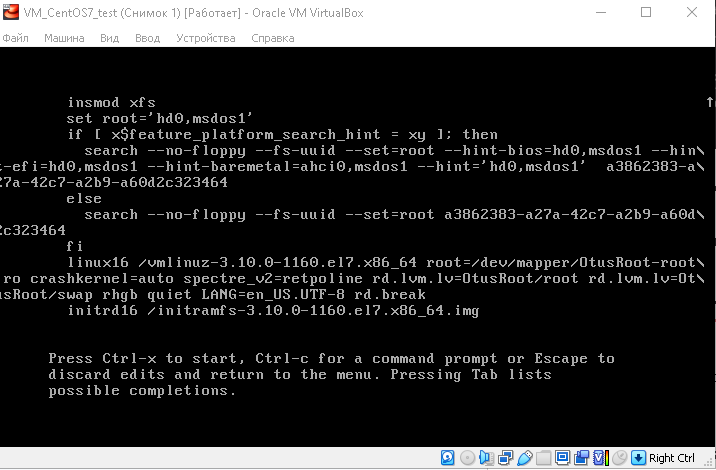 VM_CentOS7_test (Снимок 1) [Работает] - Oracle VM VirtualBox
Файл Машина Вид Ввод Устройства Справка
insmod xfs
set root='hd0,msdos1'
if [ x$feature_platform_search_hint = xy ]; then
search --no-floppy --fs-uuid --set=root --hint-bios=hd0,msdos1 --hin\
t-efi=hd0,msdos1 --hint-baremetal=ahci0,msdos1 --hint='hd0,msdos1'  a3862383-a\
27a-42c7-a2b9-a60d2c323464
else
search --no-floppy --fs-uuid --set=root a3862383-a27a-42c7-a2b9-a60d\
2c323464
fi
linux16 /vmlinuz-3.10.0-1160.el7.x86_64 root=/dev/mapper/OtusRoot-root\
ro crashkernel=auto spectre_v2=retpoline rd.lvm.lv=OtusRoot/root rd.lvm.lv=Ot\
usRoot/swap rhgb quiet LANG=en_US.UTF-8 rd.break
initrd16 /initramfs-3.10.0-1160.el7.x86_64.img
Press Ctrl-x to start, Ctrl-c for a command prompt or Escape to
discard edits and return to the menu. Pressing Tab lists
possible completions.
Right Ctrl